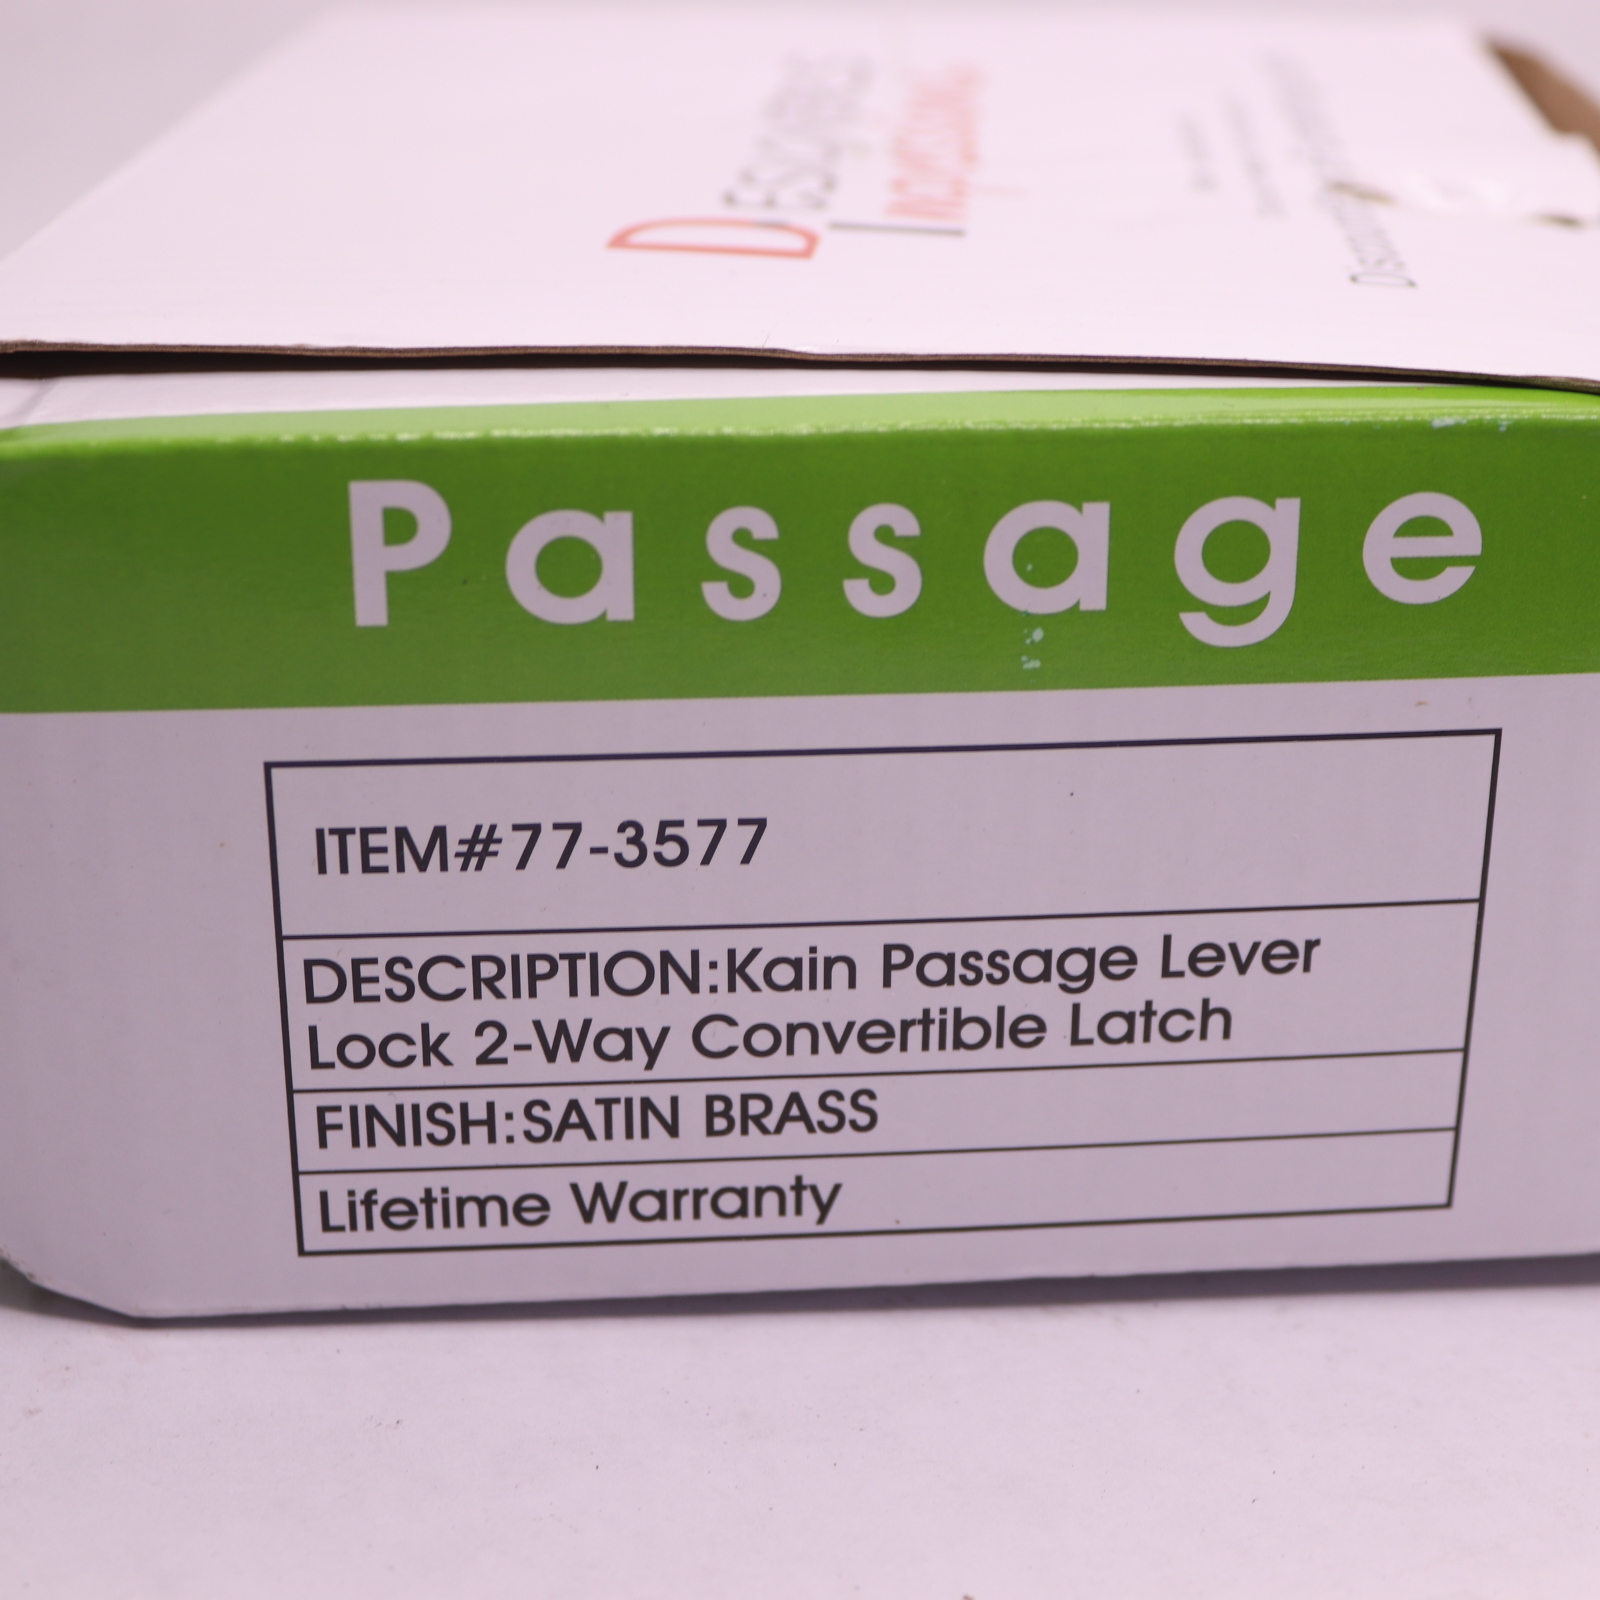 Passage
ITEM#77-3577
DESCRIPTION:Kain Passage Lever
Lock 2-Way Convertible Latch
FINISH:SATIN BRASS
Lifetime Warranty